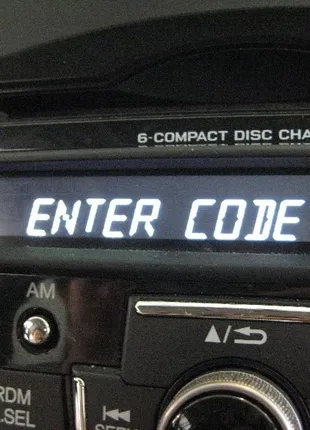 6-COMPACT DISC CHA
ENTER CODE
AM
RDM
.SEL